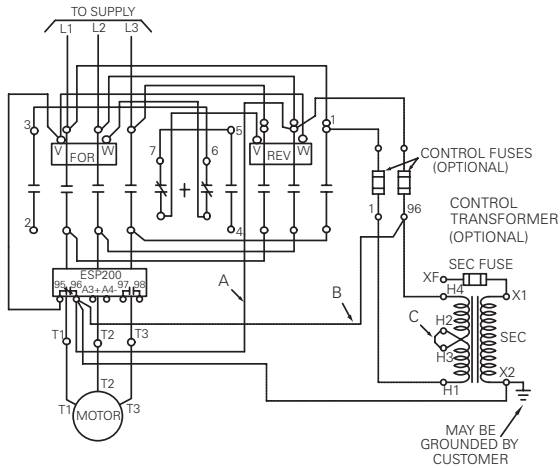 TO SUPPLY
L1 L2 L3
3 V W 5 1
FOR 7 6 V W
REV
CONTROL FUSES
(OPTIONAL)
2 4 1 96
CONTROL
TRANSFORMER
(OPTIONAL)
ESP200
95 96 A3+ A4- 97 98
A
B
SEC FUSE
XF
H4 X1
T1 T2 T3
C H2
SEC
H3
X2
H1
T2
T1 T3
MOTOR
MAY BE
GROUNDED BY
CUSTOMER